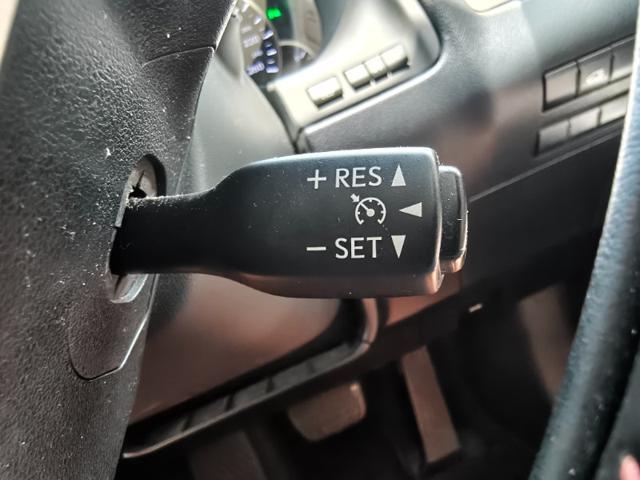 + RES ▲
◄
− SET ▼